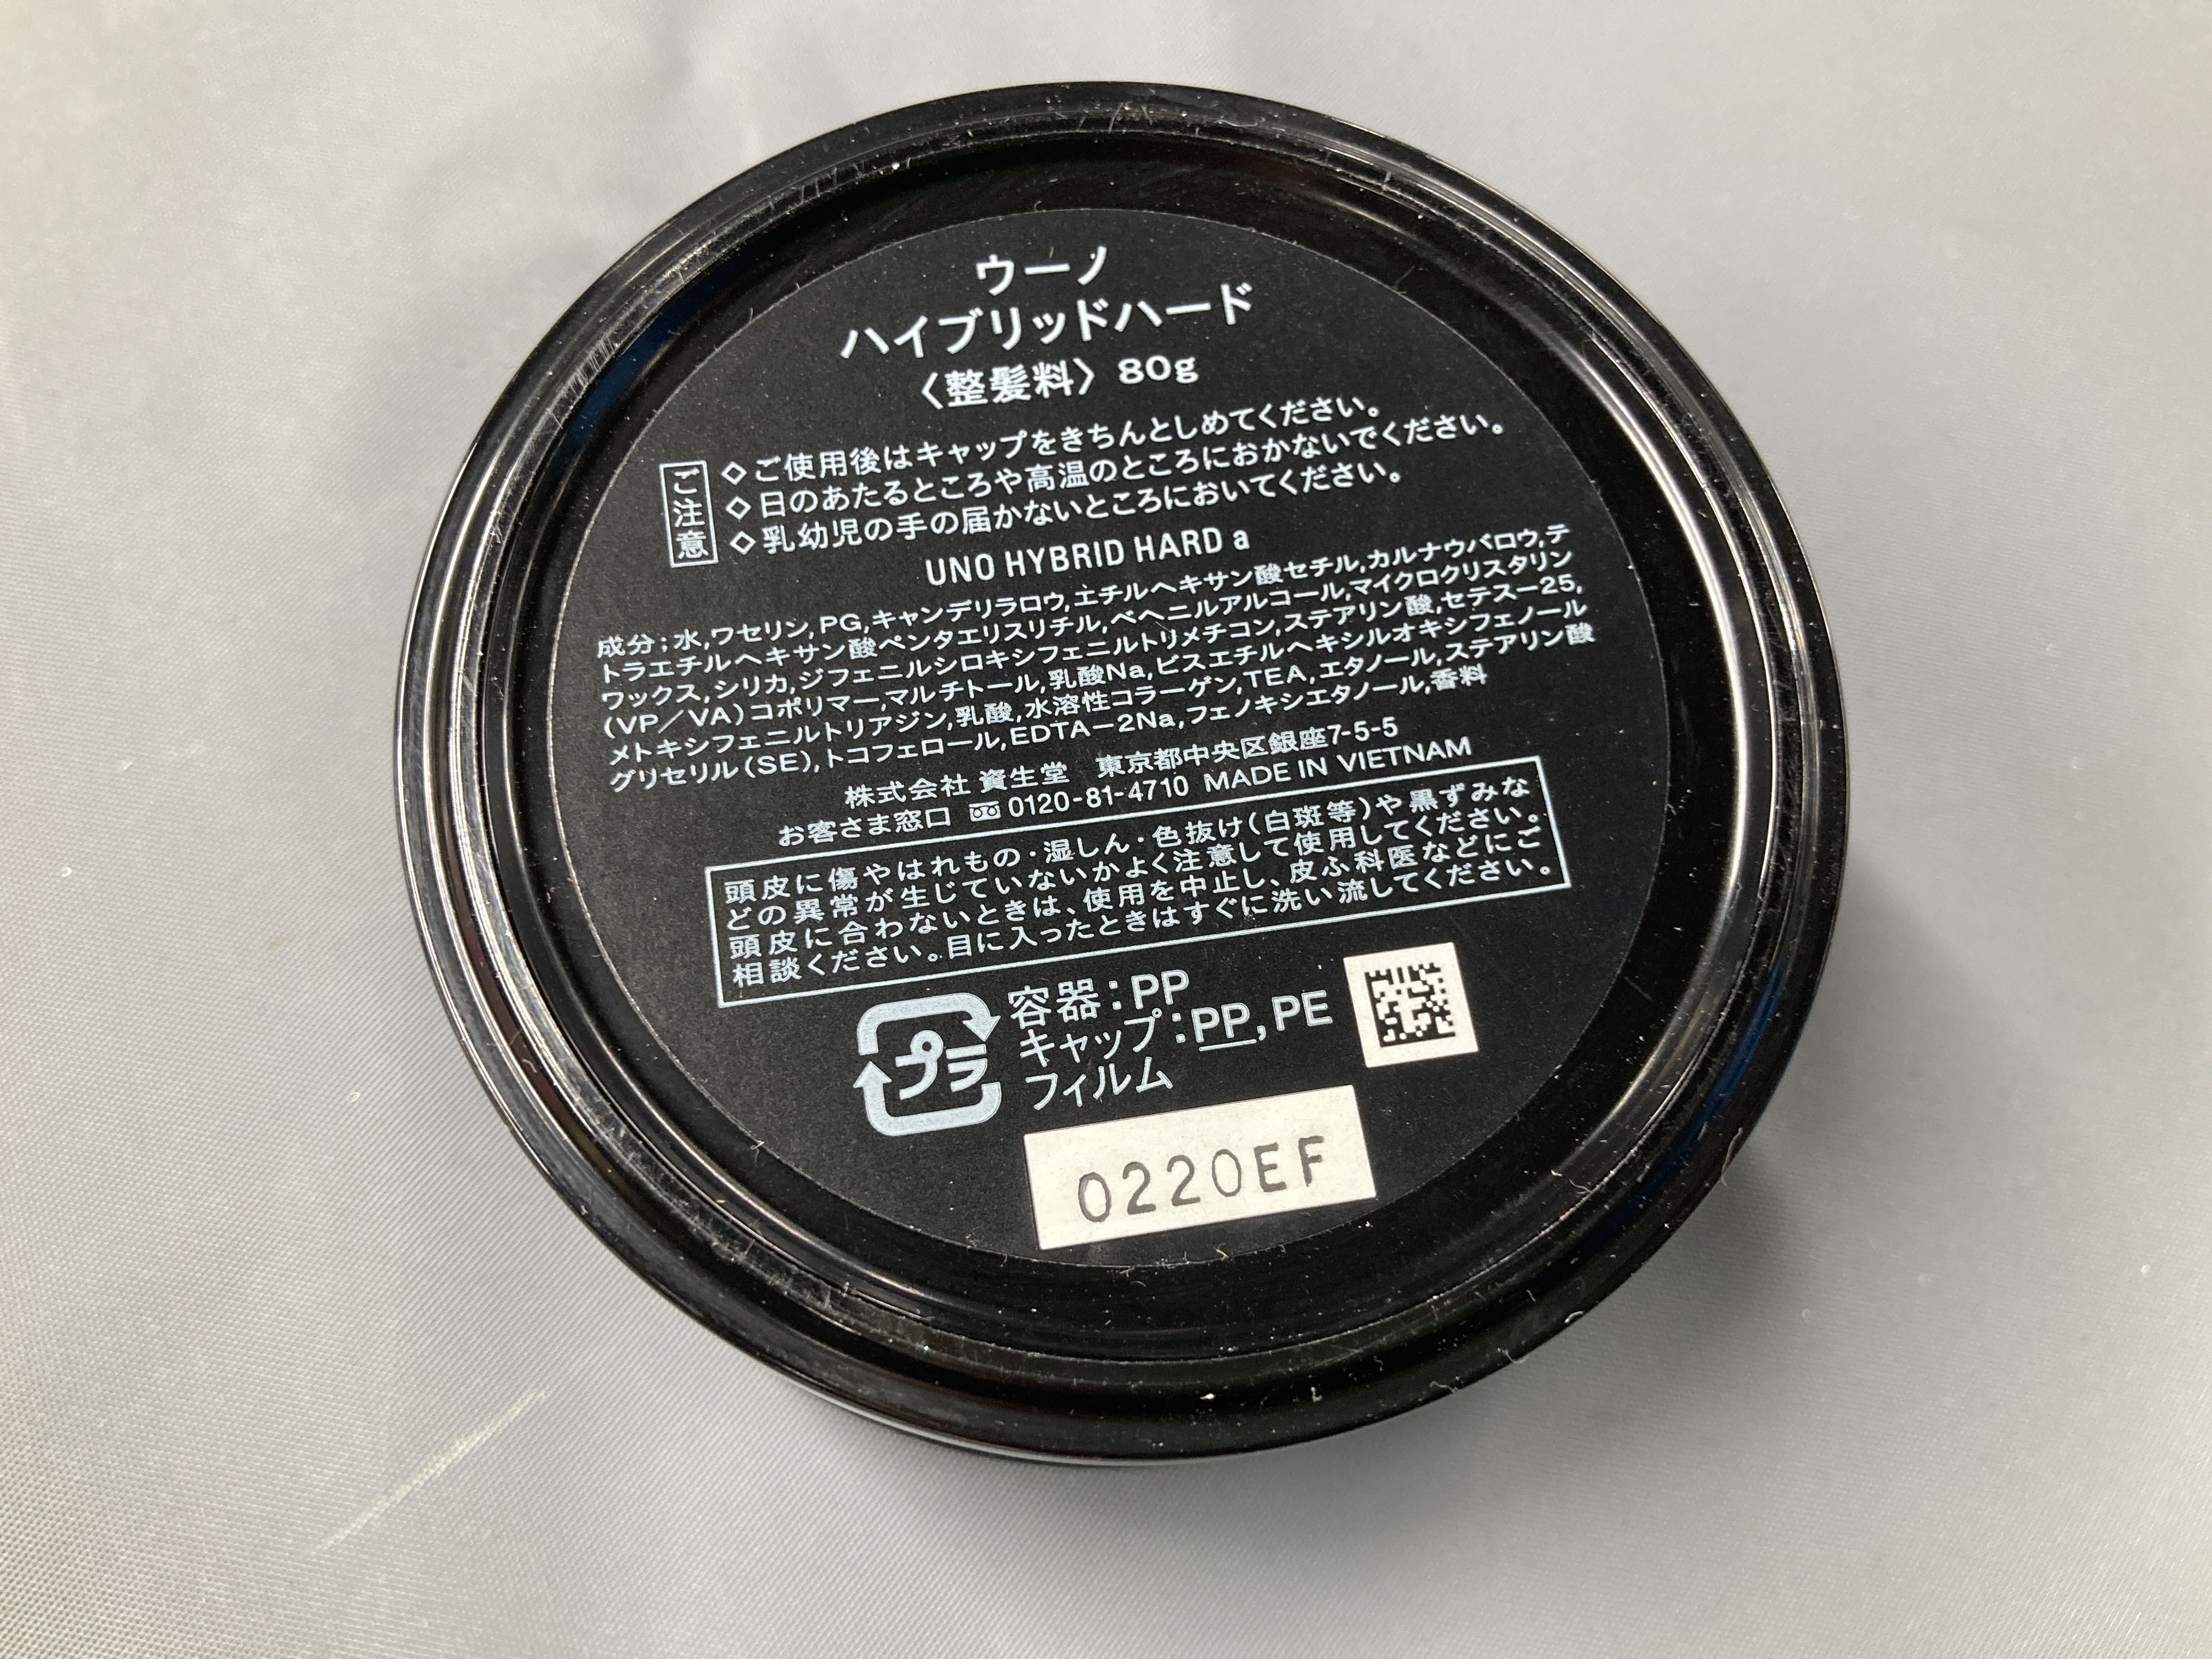 ウーノ
ハイブリッドハード
〈整髪料〉80g
ご注意
◇ご使用後はキャップをきちんとしめてください。
◇日のあたるところや高温のところにおかないでください。
◇乳幼児の手の届かないところにおいてください。
UNO HYBRID HARD a
成分;水,ワセリン,PG,キャンデリラロウ,エチルヘキサン酸セチル,カルナウバロウ,テ
トラエチルヘキサン酸ペンタエリスリチル,ベヘニルアルコール,マイクロクリスタリン
ワックス,シリカ,ジフェニルシロキシフェニルトリメチコン,ステアリン酸,セテスー25,
(VP／VA)コポリマー,マルチトール,乳酸Na,ビスエチルヘキシルオキシフェノール
メトキシフェニルトリアジン,乳酸,水溶性コラーゲン,TEA,エタノール,ステアリン酸
グリセリル(SE),トコフェロール,EDTAー2Na,フェノキシエタノール,香料
株式会社 資生堂 東京都中央区銀座7-5-5
お客さま窓口 0120-81-4710 MADE IN VIETNAM
頭皮に傷やはれもの・湿しん・色抜け(白斑等)や黒ずみな
どの異常が生じていないかよく注意して使用してください。
頭皮に合わないときは、使用を中止し、皮ふ科医などにご
相談ください。目に入ったときはすぐに洗い流してください。
プラ
容器:PP
キャップ:PP,PE
フィルム
0220EF